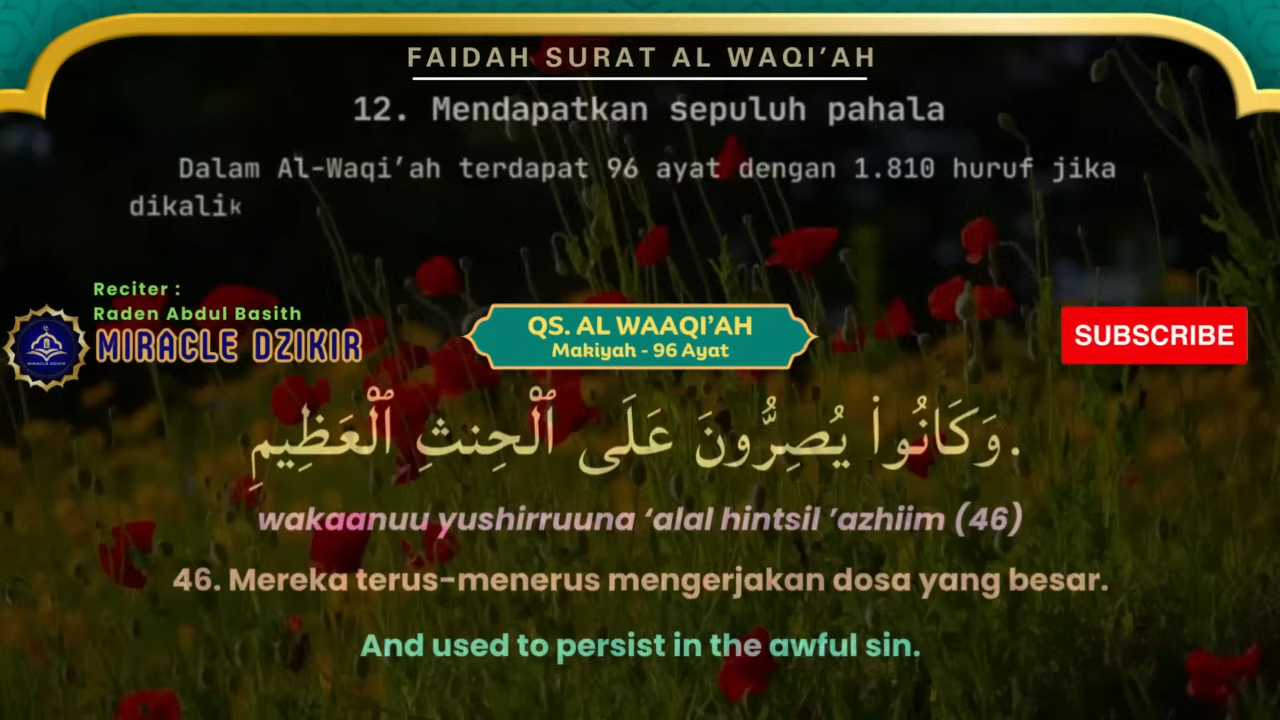 FAIDAH SURAT AL WAQI’AH
12. Mendapatkan sepuluh pahala
Dalam Al-Waqi’ah terdapat 96 ayat dengan 1.810 huruf jika
dikalik
Reciter :
Raden Abdul Basith
MIRACLE DZIKIR
QS. AL WAAQI’AH
Makiyah - 96 Ayat
SUBSCRIBE
وَكَانُوا۟ يُصِرُّونَ عَلَى ٱلْحِنثِ ٱلْعَظِيمِ.
wakaanuu yushirruuna ‘alal hintsil ’azhiim (46)
46. Mereka terus-menerus mengerjakan dosa yang besar.
And used to persist in the awful sin.